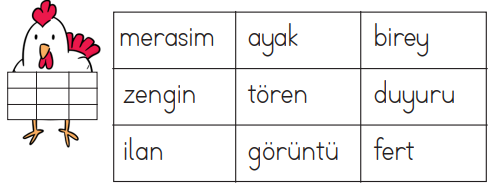 merasim ayak birey
zengin tören duyuru
ilan görüntü fert